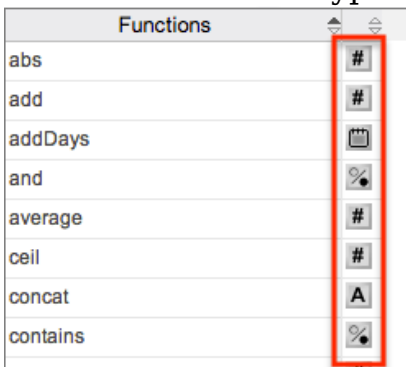 Functions
abs #
add #
addDays
and
average #
ceil #
concat A
contains